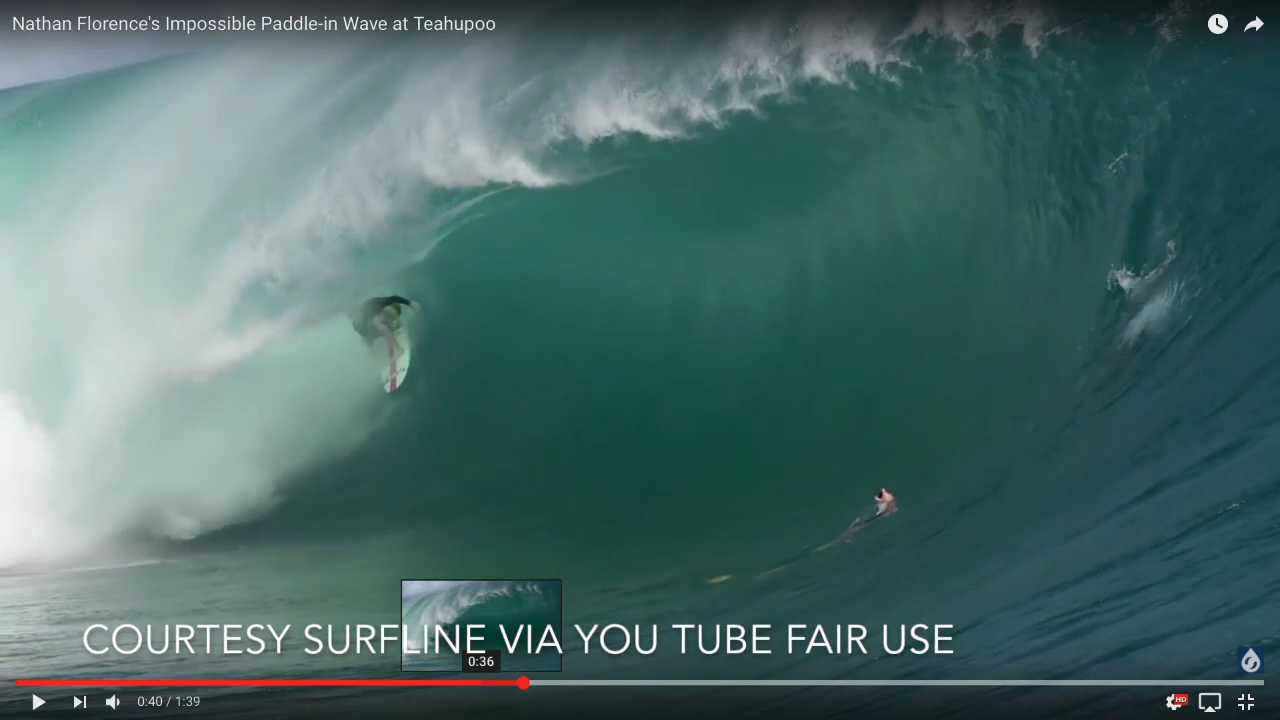 Nathan Florence's Impossible Paddle-in Wave at Teahupoo
COURTESY SURFLINE VIA YOU TUBE FAIR USE
0:36
0:40 / 1:39
HD